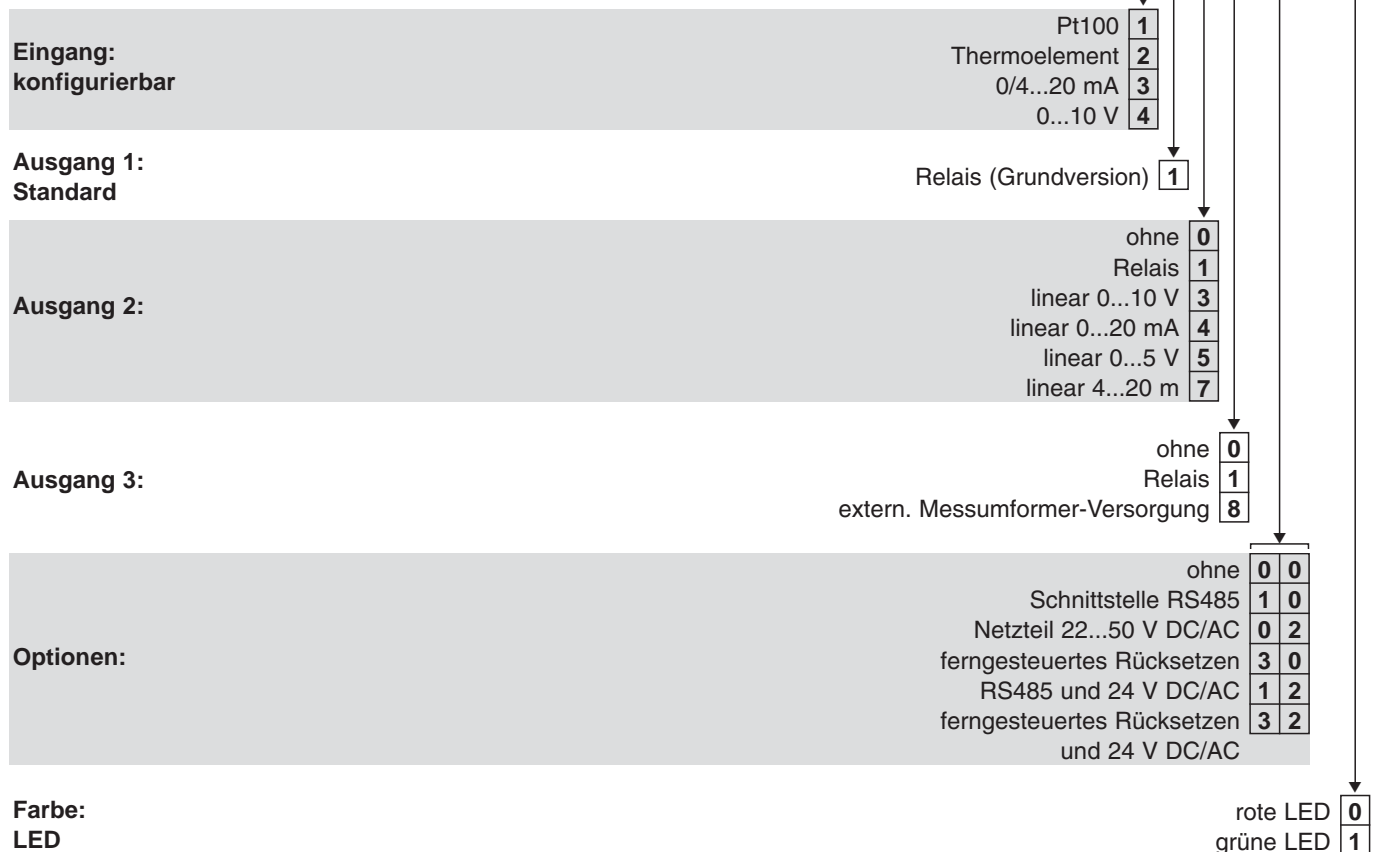 Eingang:
konfigurierbar
Pt100 1
Thermoelement 2
0/4...20 mA 3
0...10 V 4
Ausgang 1:
Standard
Relais (Grundversion) 1
Ausgang 2:
ohne 0
Relais 1
linear 0...10 V 3
linear 0...20 mA 4
linear 0...5 V 5
linear 4...20 m 7
Ausgang 3:
ohne 0
Relais 1
extern. Messumformer-Versorgung 8
Optionen:
ohne 0 0
Schnittstelle RS485 1 0
Netzteil 22...50 V DC/AC 0 2
ferngesteuertes Rücksetzen 3 0
RS485 und 24 V DC/AC 1 2
ferngesteuertes Rücksetzen 3 2
und 24 V DC/AC
Farbe:
LED
rote LED 0
grüne LED 1